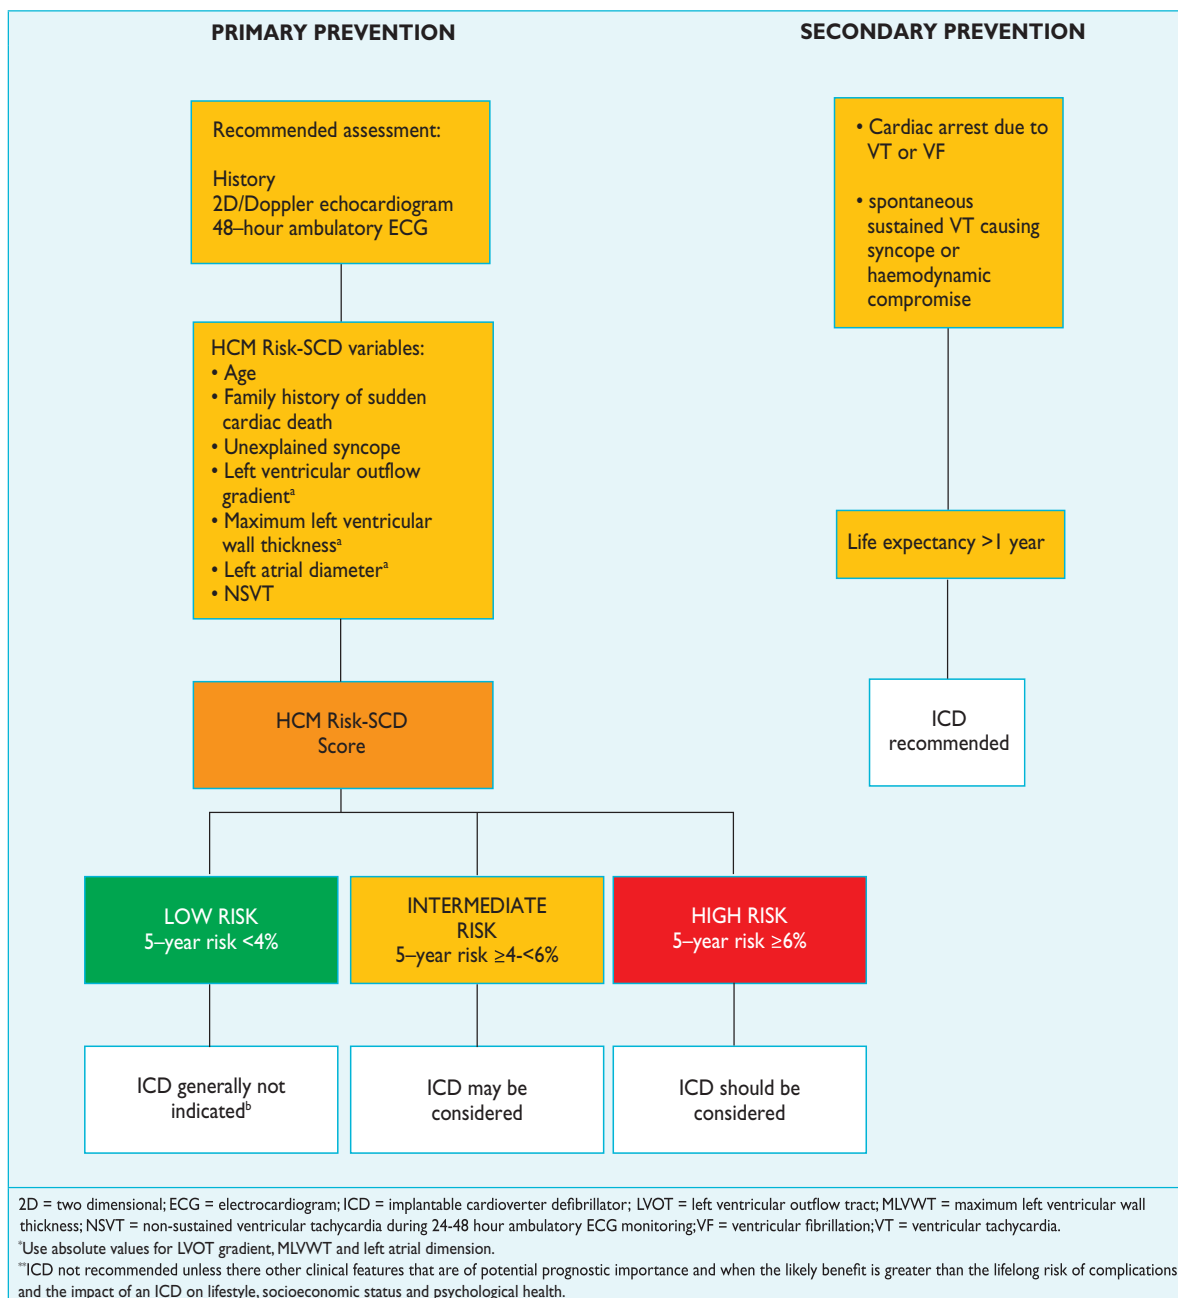 PRIMARY PREVENTION
SECONDARY PREVENTION
Recommended assessment:
History
2D/Doppler echocardiogram
48–hour ambulatory ECG
• Cardiac arrest due to
VT or VF
• spontaneous
sustained VT causing
syncope or
haemodynamic
compromise
HCM Risk-SCD variables:
• Age
• Family history of sudden
cardiac death
• Unexplained syncope
• Left ventricular outflow
gradientª
• Maximum left ventricular
wall thicknessª
• Left atrial diameterª
• NSVT
Life expectancy >1 year
HCM Risk-SCD
Score
ICD
recommended
LOW RISK
5–year risk <4%
INTERMEDIATE
RISK
5–year risk ≥4-<6%
HIGH RISK
5–year risk ≥6%
ICD generally not
indicatedᵇ
ICD may be
considered
ICD should be
considered
2D = two dimensional; ECG = electrocardiogram; ICD = implantable cardioverter defibrillator; LVOT = left ventricular outflow tract; MLVWT = maximum left ventricular wall
thickness; NSVT = non-sustained ventricular tachycardia during 24-48 hour ambulatory ECG monitoring; VF = ventricular fibrillation; VT = ventricular tachycardia.
*Use absolute values for LVOT gradient, MLVWT and left atrial dimension.
**ICD not recommended unless there other clinical features that are of potential prognostic importance and when the likely benefit is greater than the lifelong risk of complications
and the impact of an ICD on lifestyle, socioeconomic status and psychological health.